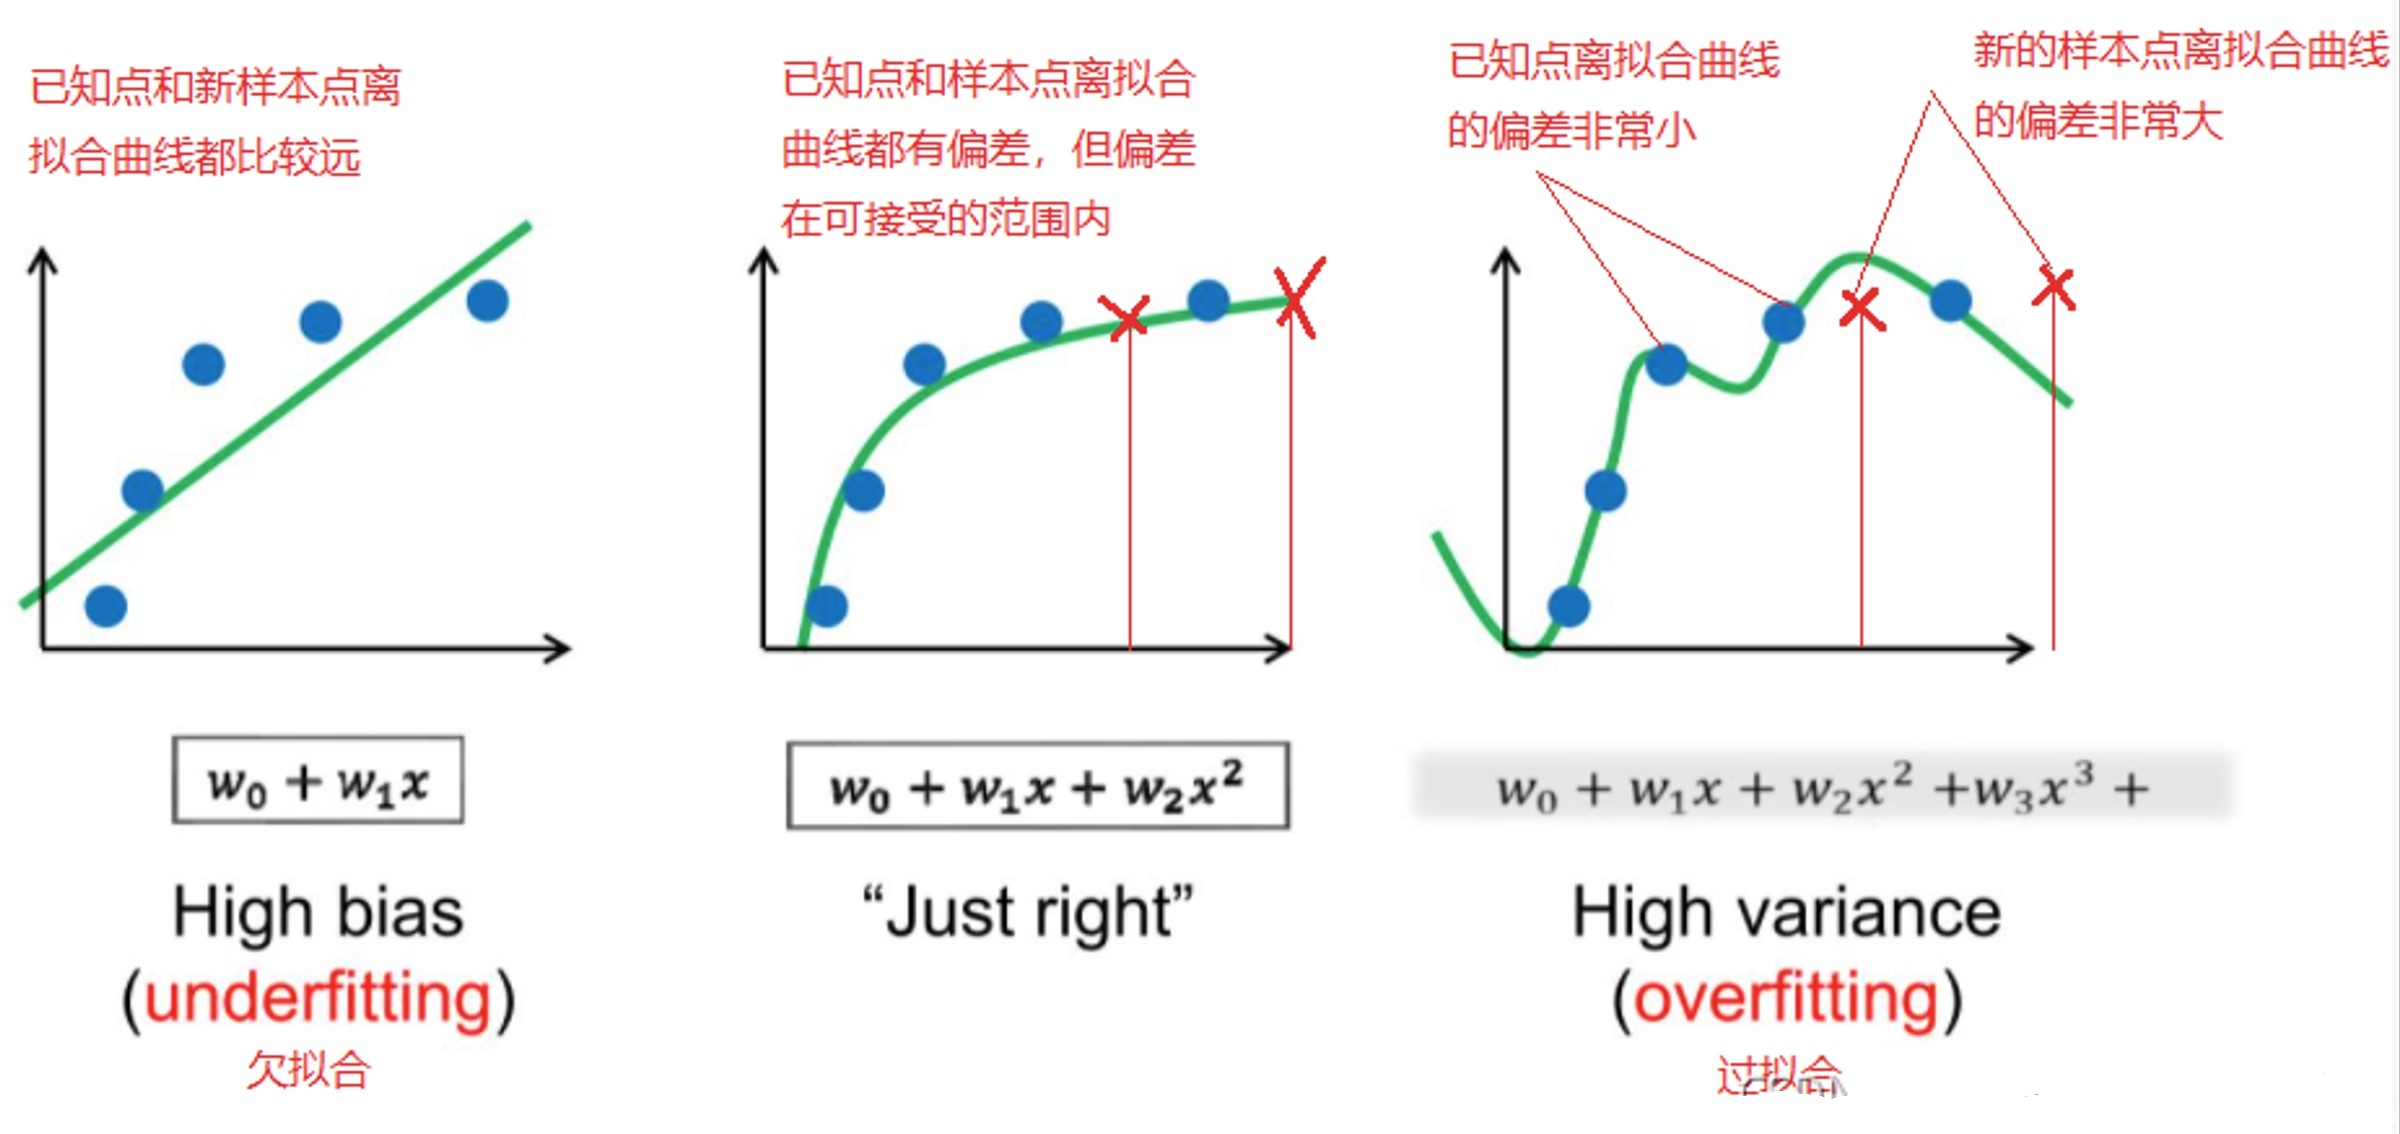 已知点和新样本点离
拟合曲线都比较远
已知点和样本点离拟合
曲线都有偏差，但偏差
在可接受的范围内
已知点离拟合曲线
的偏差非常小
新的样本点离拟合曲线
的偏差非常大
w₀ + w₁x
w₀ + w₁x + w₂x²
w₀ + w₁x + w₂x² +w₃x³ +
High bias
(underfitting)
欠拟合
“Just right”
High variance
(overfitting)
过拟合